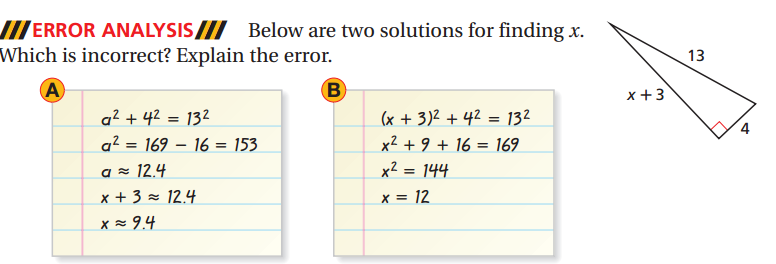 ERROR ANALYSIS Below are two solutions for finding x.
Which is incorrect? Explain the error.
A
a² + 4² = 13²
a² = 169 − 16 = 153
a ≈ 12.4
x + 3 ≈ 12.4
x ≈ 9.4
B
(x + 3)² + 4² = 13²
x² + 9 + 16 = 169
x² = 144
x = 12
13
x + 3
4